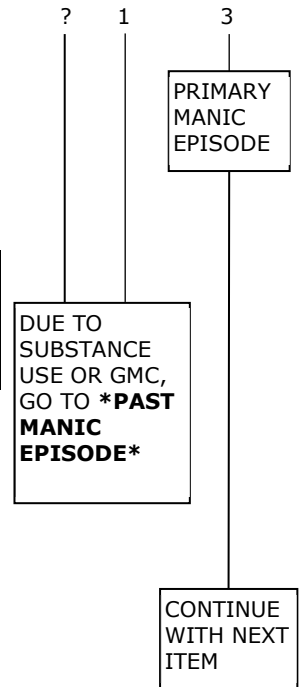 ? 1 3
PRIMARY
MANIC
EPISODE
DUE TO
SUBSTANCE
USE OR GMC,
GO TO *PAST
MANIC
EPISODE*
CONTINUE
WITH NEXT
ITEM